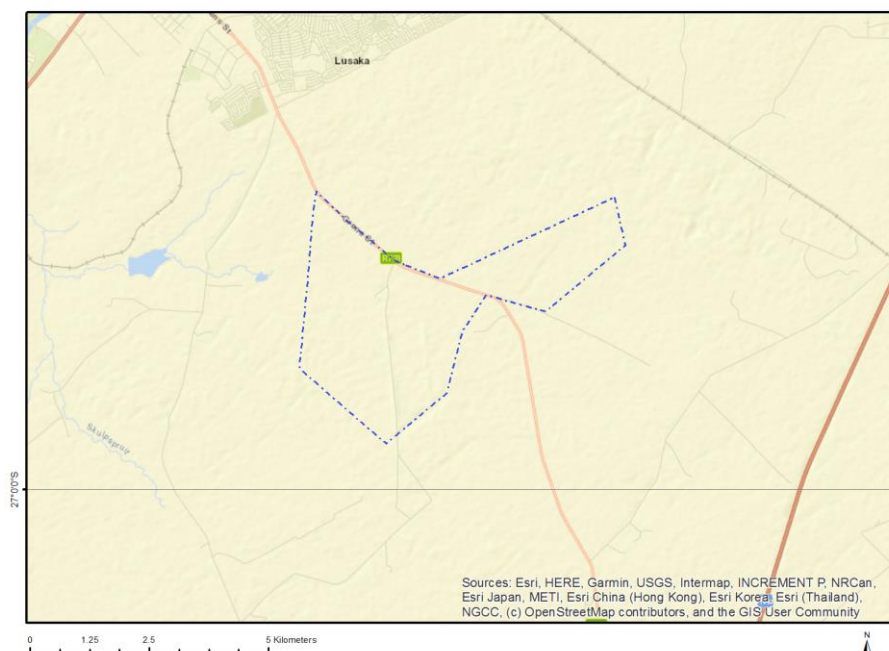 Lusaka
Skulpspruit
27°0'0"S
Sources: Esri, HERE, Garmin, USGS, Intermap, INCREMENT P, NRCan,
Esri Japan, METI, Esri China (Hong Kong), Esri Korea, Esri (Thailand),
NGCC, (c) OpenStreetMap contributors, and the GIS User Community
0 1.25 2.5 5 Kilometers
N